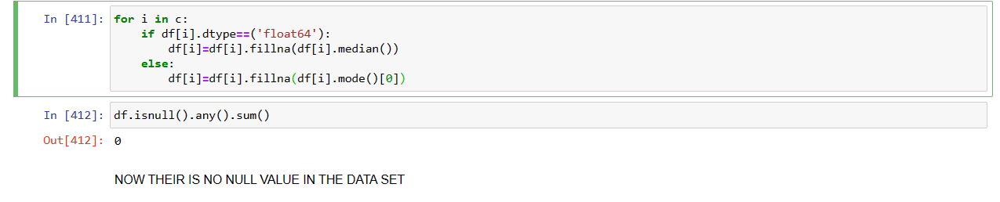 In [411]: for i in c:
    if df[i].dtype==('float64'):
        df[i]=df[i].fillna(df[i].median())
    else:
        df[i]=df[i].fillna(df[i].mode()[0])
In [412]: df.isnull().any().sum()
Out[412]: 0
NOW THEIR IS NO NULL VALUE IN THE DATA SET